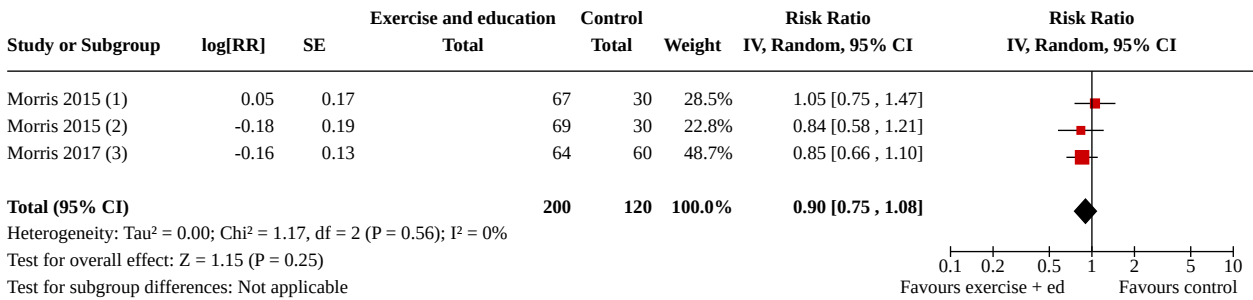 Exercise and education Control Risk Ratio Risk Ratio
Study or Subgroup log[RR] SE Total Total Weight IV, Random, 95% CI IV, Random, 95% CI
Morris 2015 (1) 0.05 0.17 67 30 28.5% 1.05 [0.75 , 1.47]
Morris 2015 (2) -0.18 0.19 69 30 22.8% 0.84 [0.58 , 1.21]
Morris 2017 (3) -0.16 0.13 64 60 48.7% 0.85 [0.66 , 1.10]
Total (95% CI) 200 120 100.0% 0.90 [0.75 , 1.08]
Heterogeneity: Tau² = 0.00; Chi² = 1.17, df = 2 (P = 0.56); I² = 0%
Test for overall effect: Z = 1.15 (P = 0.25) 0.1 0.2 0.5 1 2 5 10
Test for subgroup differences: Not applicable Favours exercise + ed Favours control